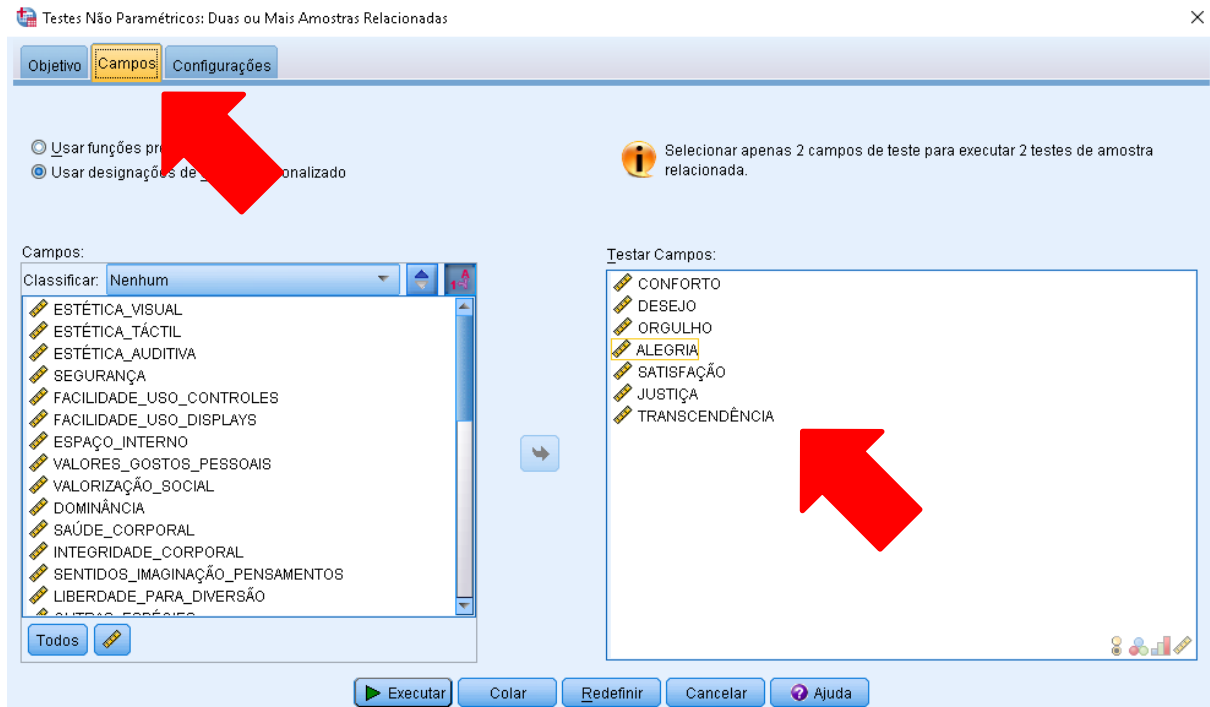 Testes Não Paramétricos: Duas ou Mais Amostras Relacionadas
Objetivo Campos Configurações
Usar funções
Usar designações de
Selecionar apenas 2 campos de teste para executar 2 testes de amostra
relacionada.
Campos:
Classificar: Nenhum
ESTÉTICA_VISUAL
ESTÉTICA_TÁCTIL
ESTÉTICA_AUDITIVA
SEGURANÇA
FACILIDADE_USO_CONTROLES
FACILIDADE_USO_DISPLAYS
ESPAÇO_INTERNO
VALORES_GOSTOS_PESSOAIS
VALORIZAÇÃO_SOCIAL
DOMINÂNCIA
SAÚDE_CORPORAL
INTEGRIDADE_CORPORAL
SENTIDOS_IMAGINAÇÃO_PENSAMENTOS
LIBERDADE_PARA_DIVERSÃO
Todos
Testar Campos:
CONFORTO
DESEJO
ORGULHO
ALEGRIA
SATISFAÇÃO
JUSTIÇA
TRANSCENDÊNCIA
Executar Colar Redefinir Cancelar Ajuda